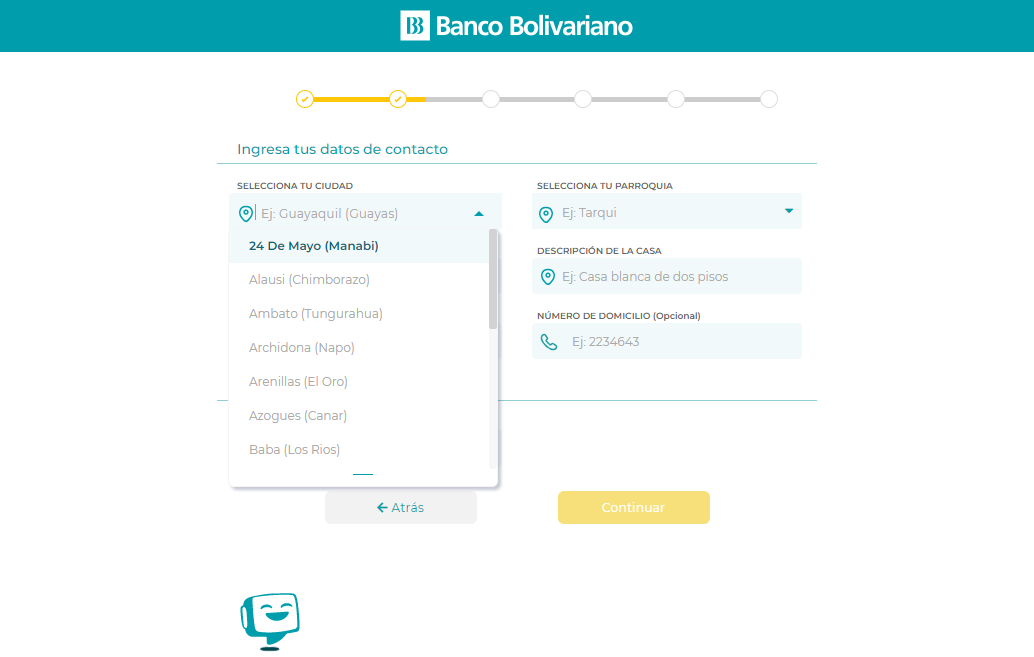 Banco Bolivariano
Ingresa tus datos de contacto
SELECCIONA TU CIUDAD
Ej: Guayaquil (Guayas)
24 De Mayo (Manabi)
Alausi (Chimborazo)
Ambato (Tungurahua)
Archidona (Napo)
Arenillas (El Oro)
Azogues (Canar)
Baba (Los Rios)
SELECCIONA TU PARROQUIA
Ej: Tarqui
DESCRIPCIÓN DE LA CASA
Ej: Casa blanca de dos pisos
NÚMERO DE DOMICILIO (Opcional)
Ej: 2234643
Atrás
Continuar